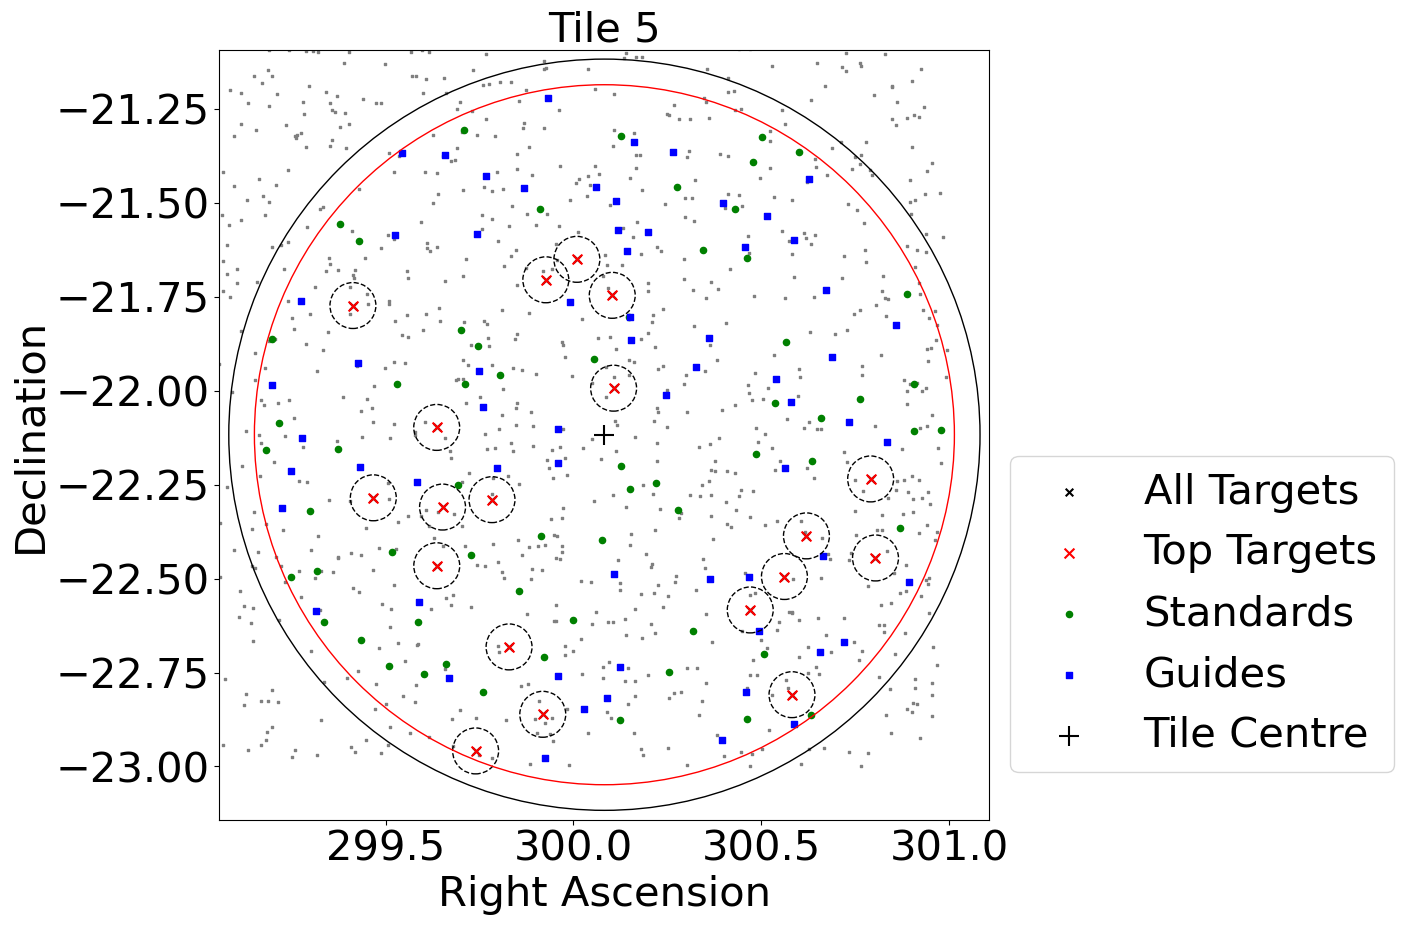 Tile 5
Declination
−21.25
−21.50
−21.75
−22.00
−22.25
−22.50
−22.75
−23.00
299.5 300.0 300.5 301.0
Right Ascension
All Targets
Top Targets
Standards
Guides
Tile Centre